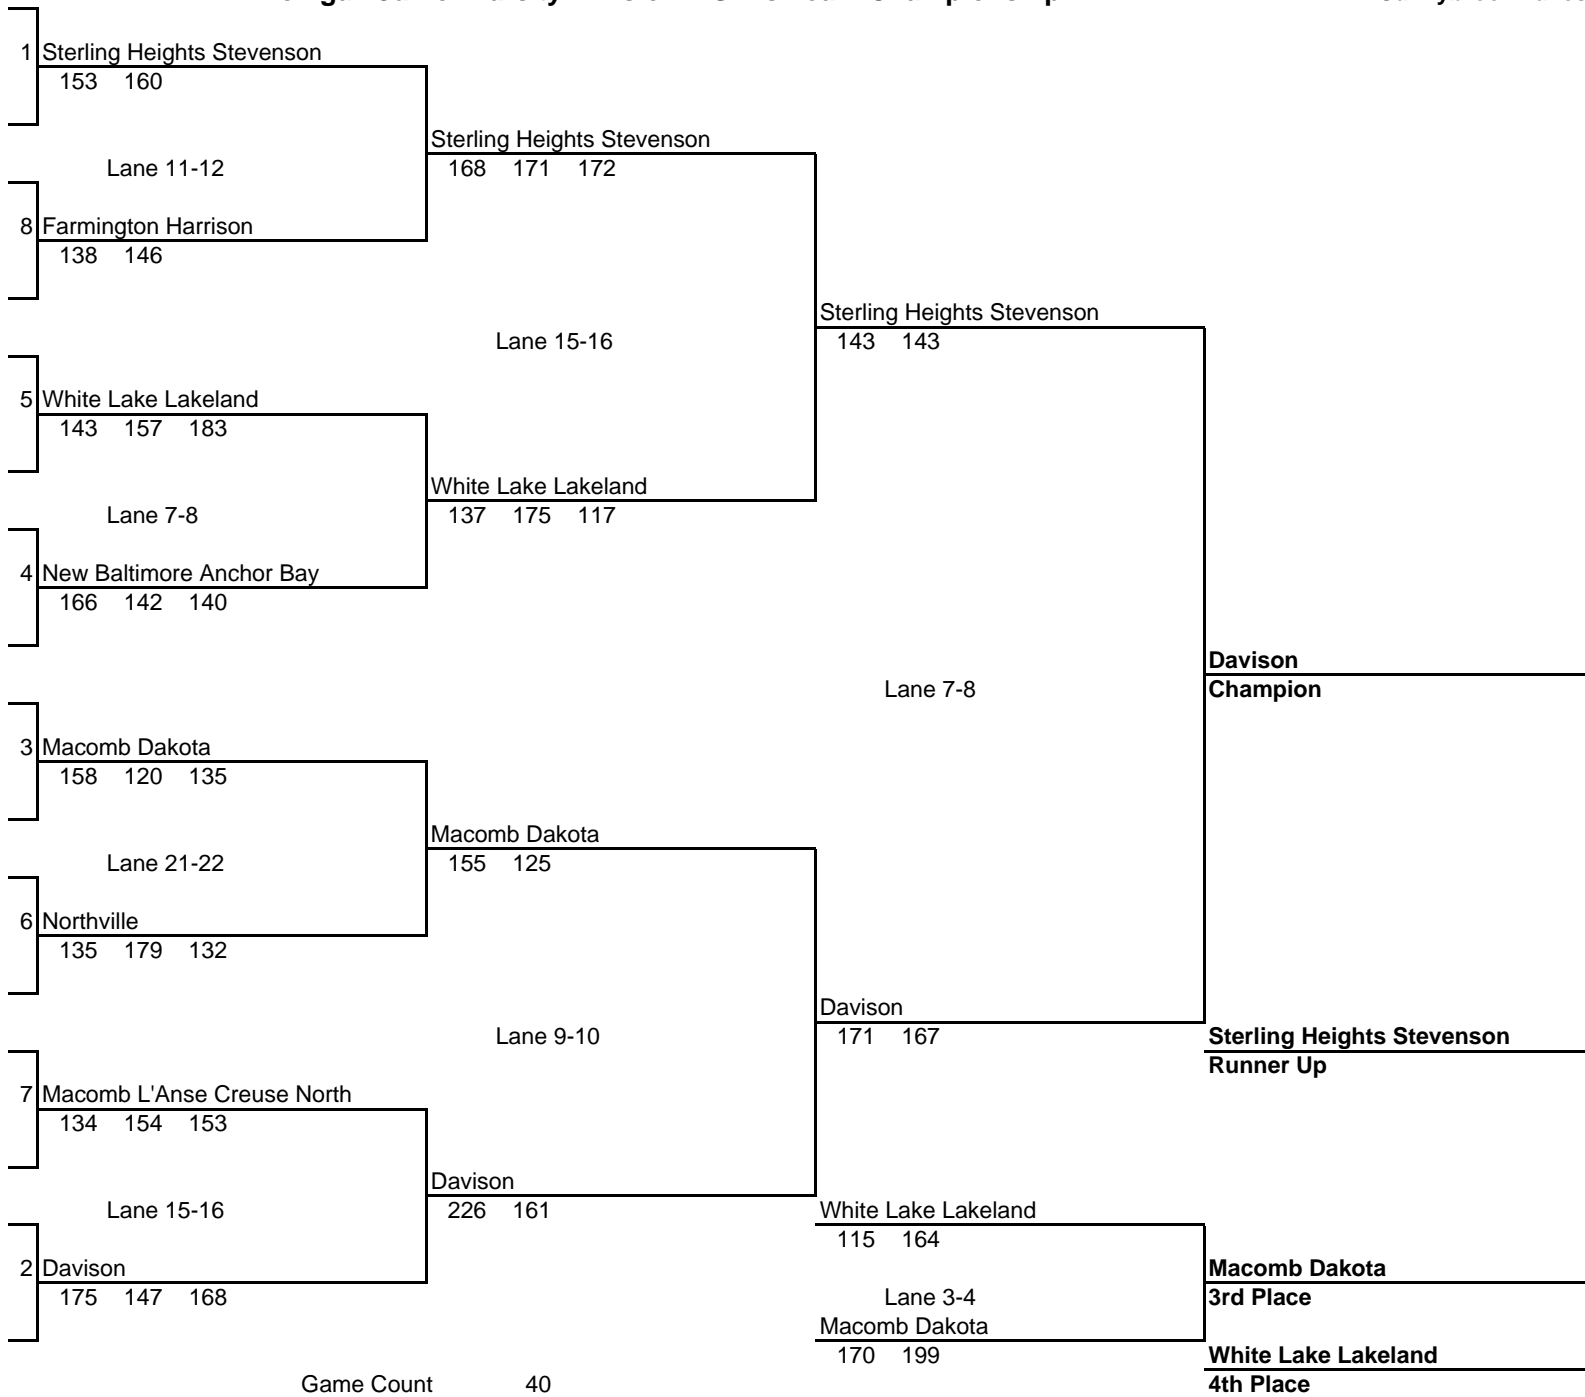 1 Sterling Heights Stevenson
153 160
Sterling Heights Stevenson
Lane 11-12
168 171 172
8 Farmington Harrison
138 146
Sterling Heights Stevenson
Lane 15-16
143 143
5 White Lake Lakeland
143 157 183
White Lake Lakeland
Lane 7-8
137 175 117
4 New Baltimore Anchor Bay
166 142 140
Davison
Lane 7-8
Champion
3 Macomb Dakota
158 120 135
Macomb Dakota
Lane 21-22
155 125
6 Northville
135 179 132
Davison
Lane 9-10
171 167
Sterling Heights Stevenson
Runner Up
7 Macomb L'Anse Creuse North
134 154 153
Davison
Lane 15-16
226 161
White Lake Lakeland
115 164
2 Davison
Macomb Dakota
175 147 168
Lane 3-4
3rd Place
Macomb Dakota
170 199
White Lake Lakeland
Game Count 40
4th Place